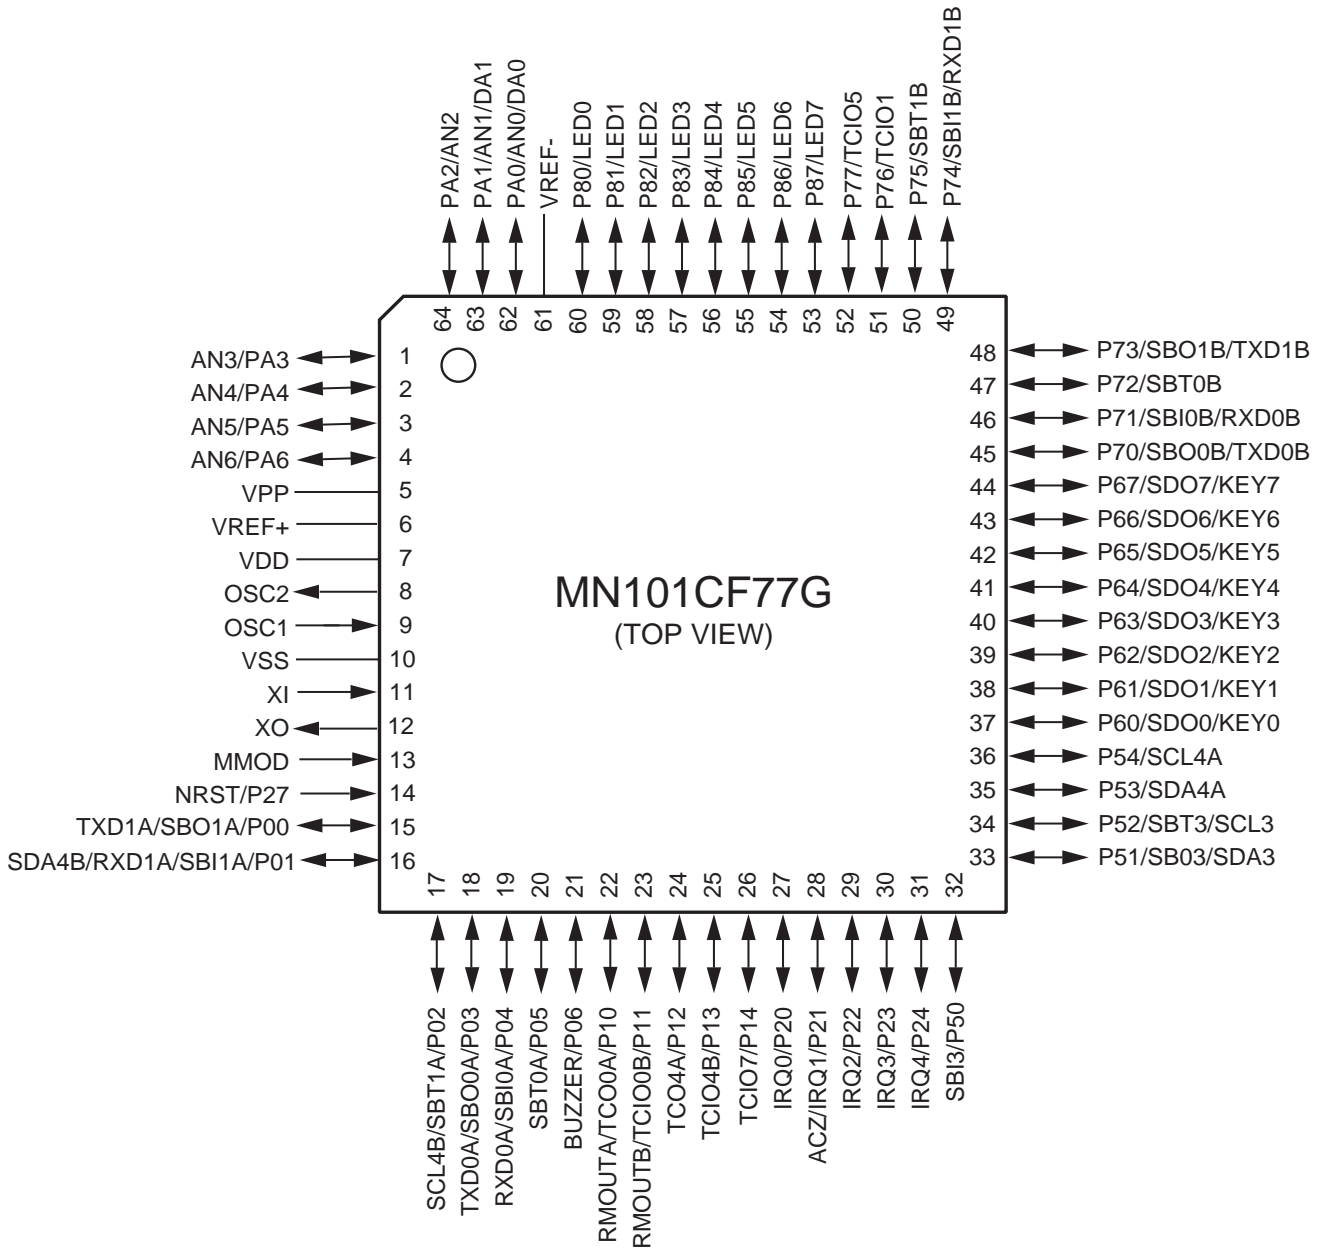 PA2/AN2
PA1/AN1/DA1
PA0/AN0/DA0
VREF-
P80/LED0
P81/LED1
P82/LED2
P83/LED3
P84/LED4
P85/LED5
P86/LED6
P87/LED7
P77/TCIO5
P76/TCIO1
P75/SBT1B
P74/SBI1B/RXD1B
64
63
62
61
60
59
58
57
56
55
54
53
52
51
50
49
AN3/PA3 1
AN4/PA4 2
AN5/PA5 3
AN6/PA6 4
VPP 5
VREF+ 6
VDD 7
OSC2 8
OSC1 9
VSS 10
XI 11
XO 12
MMOD 13
NRST/P27 14
TXD1A/SBO1A/P00 15
SDA4B/RXD1A/SBI1A/P01 16
MN101CF77G
(TOP VIEW)
48 P73/SBO1B/TXD1B
47 P72/SBT0B
46 P71/SBI0B/RXD0B
45 P70/SBO0B/TXD0B
44 P67/SDO7/KEY7
43 P66/SDO6/KEY6
42 P65/SDO5/KEY5
41 P64/SDO4/KEY4
40 P63/SDO3/KEY3
39 P62/SDO2/KEY2
38 P61/SDO1/KEY1
37 P60/SDO0/KEY0
36 P54/SCL4A
35 P53/SDA4A
34 P52/SBT3/SCL3
33 P51/SB03/SDA3
17
18
19
20
21
22
23
24
25
26
27
28
29
30
31
32
SCL4B/SBT1A/P02
TXD0A/SBO0A/P03
RXD0A/SBI0A/P04
SBT0A/P05
BUZZER/P06
RMOUTA/TCO0A/P10
RMOUTB/TCIO0B/P11
TCO4A/P12
TCIO4B/P13
TCIO7/P14
IRQ0/P20
ACZ/IRQ1/P21
IRQ2/P22
IRQ3/P23
IRQ4/P24
SBI3/P50